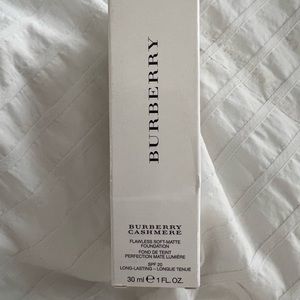 BURBERRY
BURBERRY
CASHMERE
FLAWLESS SOFT-MATTE
FOUNDATION
FOND DE TEINT
PERFECTION MATE LUMIÈRE
SPF 20
LONG-LASTING - LONGUE TENUE
30 ml ℮ 1 FL. OZ.